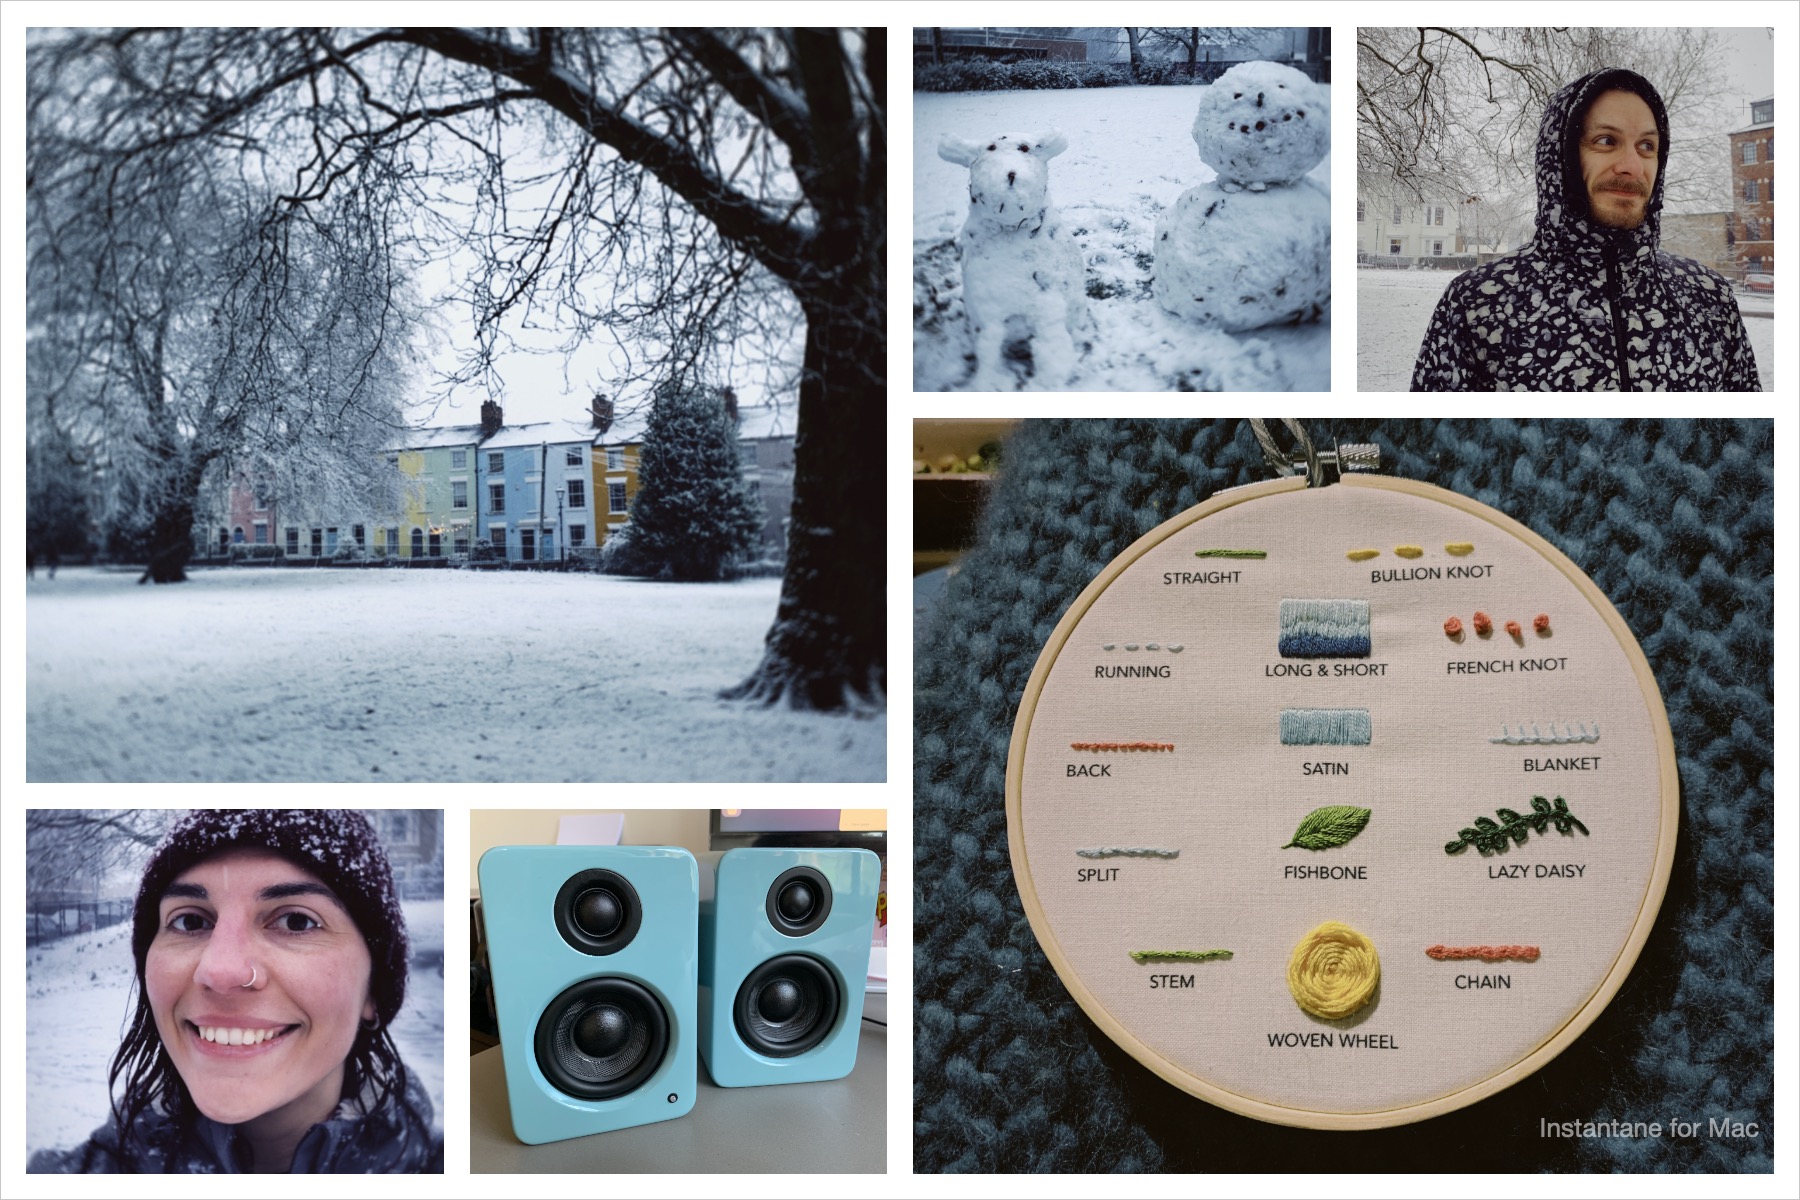 STRAIGHT
BULLION KNOT
RUNNING
LONG & SHORT
FRENCH KNOT
BACK
SATIN
BLANKET
SPLIT
FISHBONE
LAZY DAISY
STEM
CHAIN
WOVEN WHEEL
Instantane for Mac